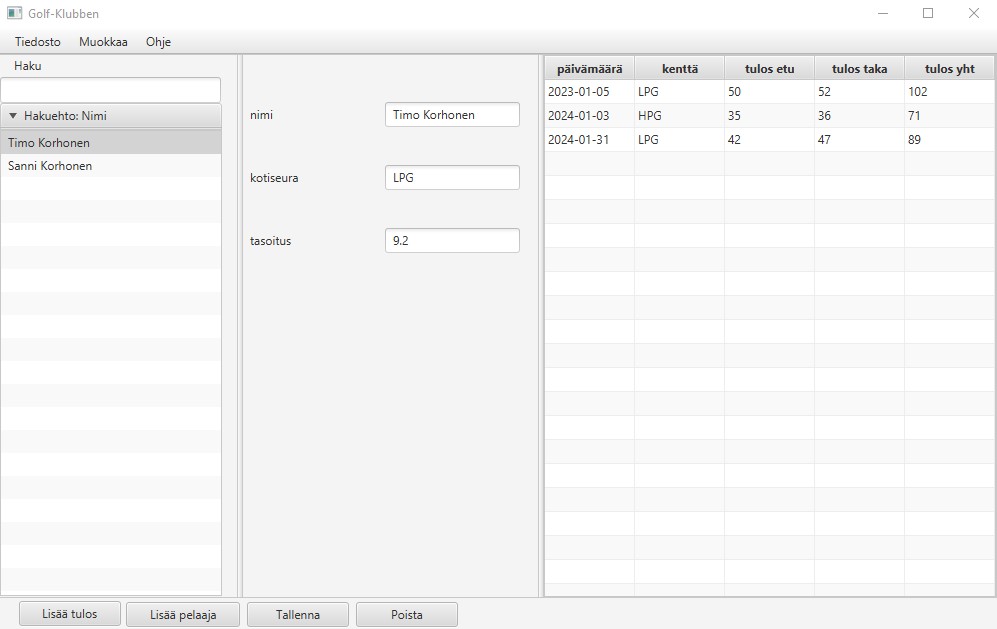 Golf-Klubben
Tiedosto Muokkaa Ohje
Haku
Hakuehto: Nimi
Timo Korhonen
Sanni Korhonen
nimi Timo Korhonen
kotiseura LPG
tasoitus 9.2
päivämäärä kenttä tulos etu tulos taka tulos yht
2023-01-05 LPG 50 52 102
2024-01-03 HPG 35 36 71
2024-01-31 LPG 42 47 89
Lisää tulos Lisää pelaaja Tallenna Poista